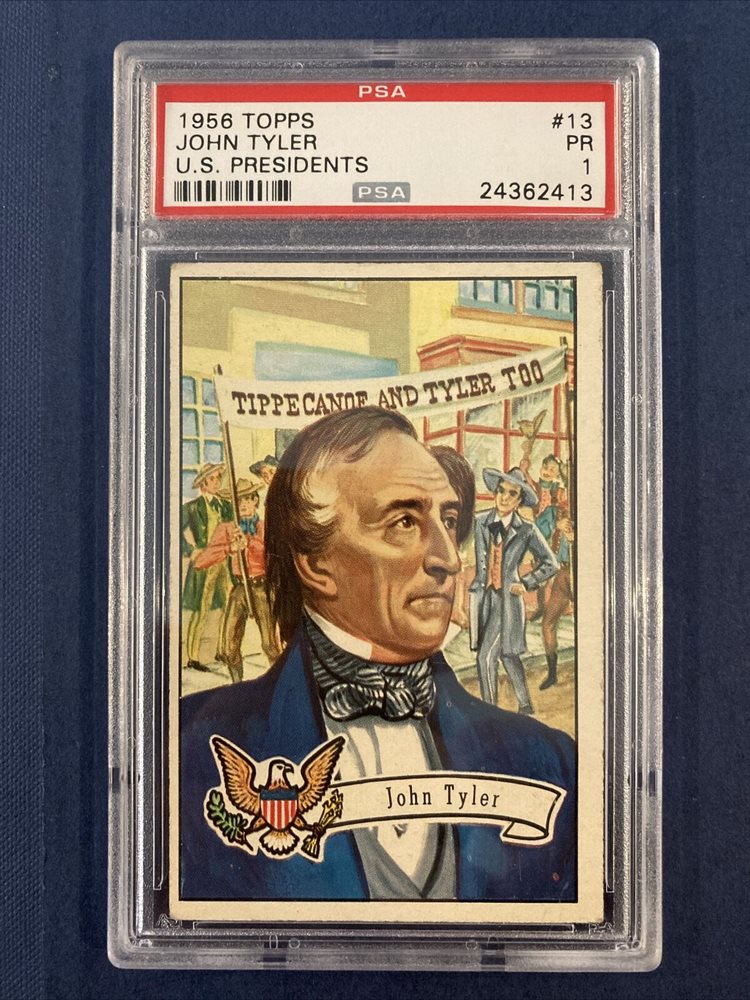 PSA
1956 TOPPS #13
JOHN TYLER PR
U.S. PRESIDENTS 1
PSA 24362413
TIPPECANOE AND TYLER TOO
John Tyler